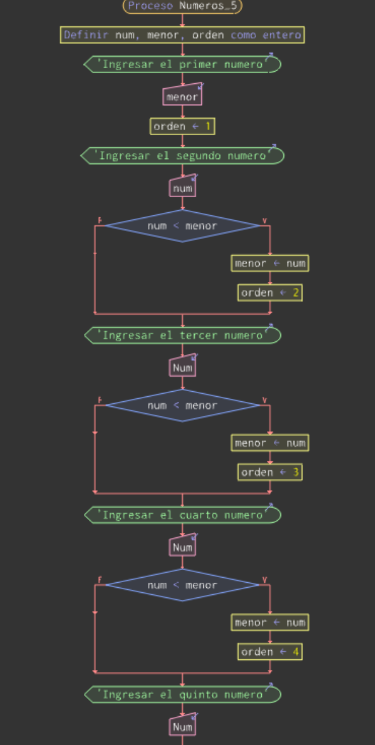 Proceso Numeros_5
Definir num, menor, orden como entero
'Ingresar el primer numero'
menor
orden ← 1
'Ingresar el segundo numero'
num
F
V
num < menor
menor ← num
orden ← 2
'Ingresar el tercer numero'
Num
F
V
num < menor
menor ← num
orden ← 3
'Ingresar el cuarto numero'
Num
F
V
num < menor
menor ← num
orden ← 4
'Ingresar el quinto numero'
Num